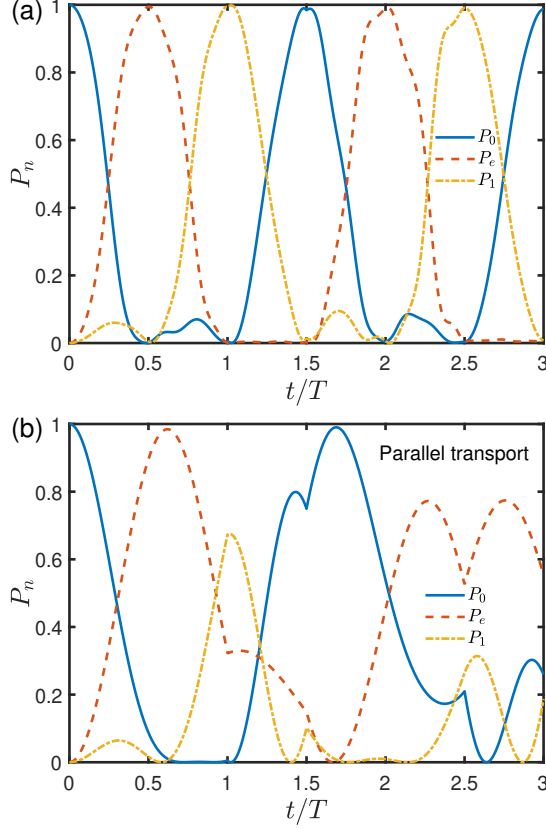 (a)
1
0.8
0.6
0.4
0.2
0
P_n
P_0
P_e
P_1
0 0.5 1 1.5 2 2.5 3
t/T
(b)
1
0.8
0.6
0.4
0.2
0
P_n
Parallel transport
P_0
P_e
P_1
0 0.5 1 1.5 2 2.5 3
t/T